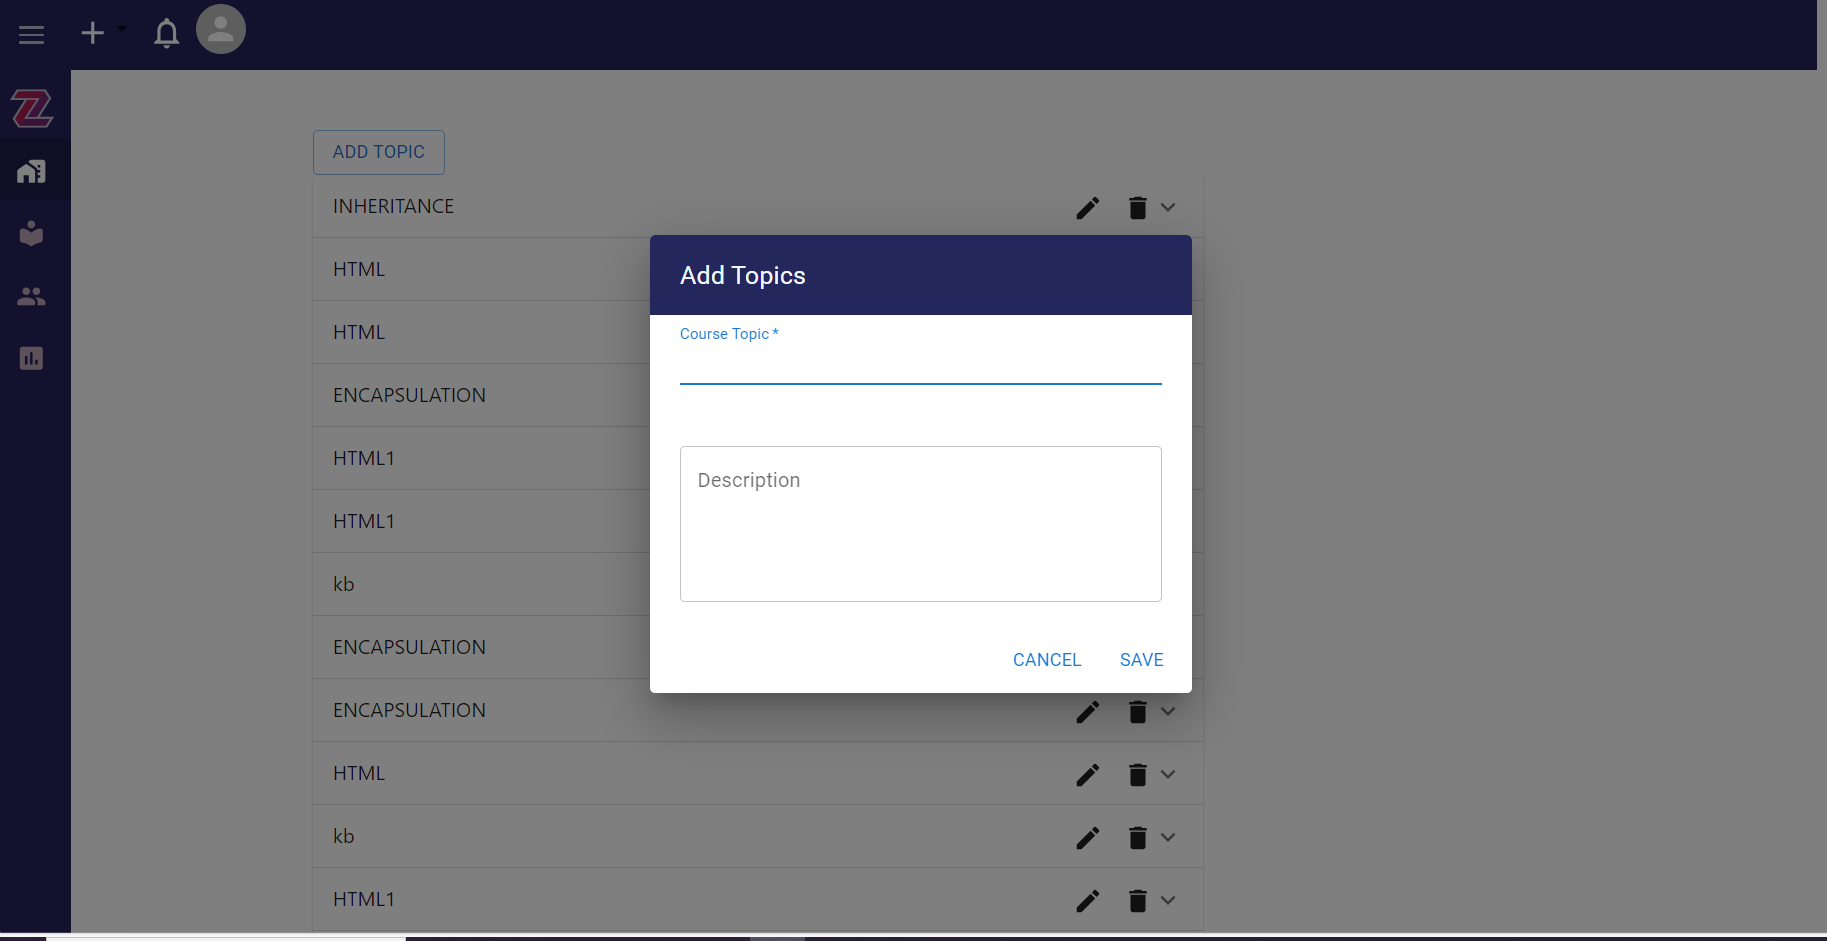 ADD TOPIC
INHERITANCE
HTML
HTML
ENCAPSULATION
HTML1
HTML1
kb
ENCAPSULATION
ENCAPSULATION
HTML
kb
HTML1
Add Topics
Course Topic *
Description
CANCEL SAVE